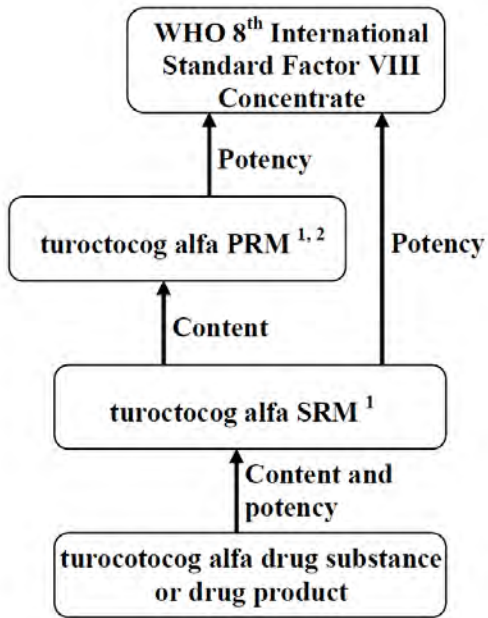 WHO 8th International
Standard Factor VIII
Concentrate
Potency
turoctocog alfa PRM 1, 2
Potency
Content
turoctocog alfa SRM 1
Content and
potency
turocotocog alfa drug substance
or drug product